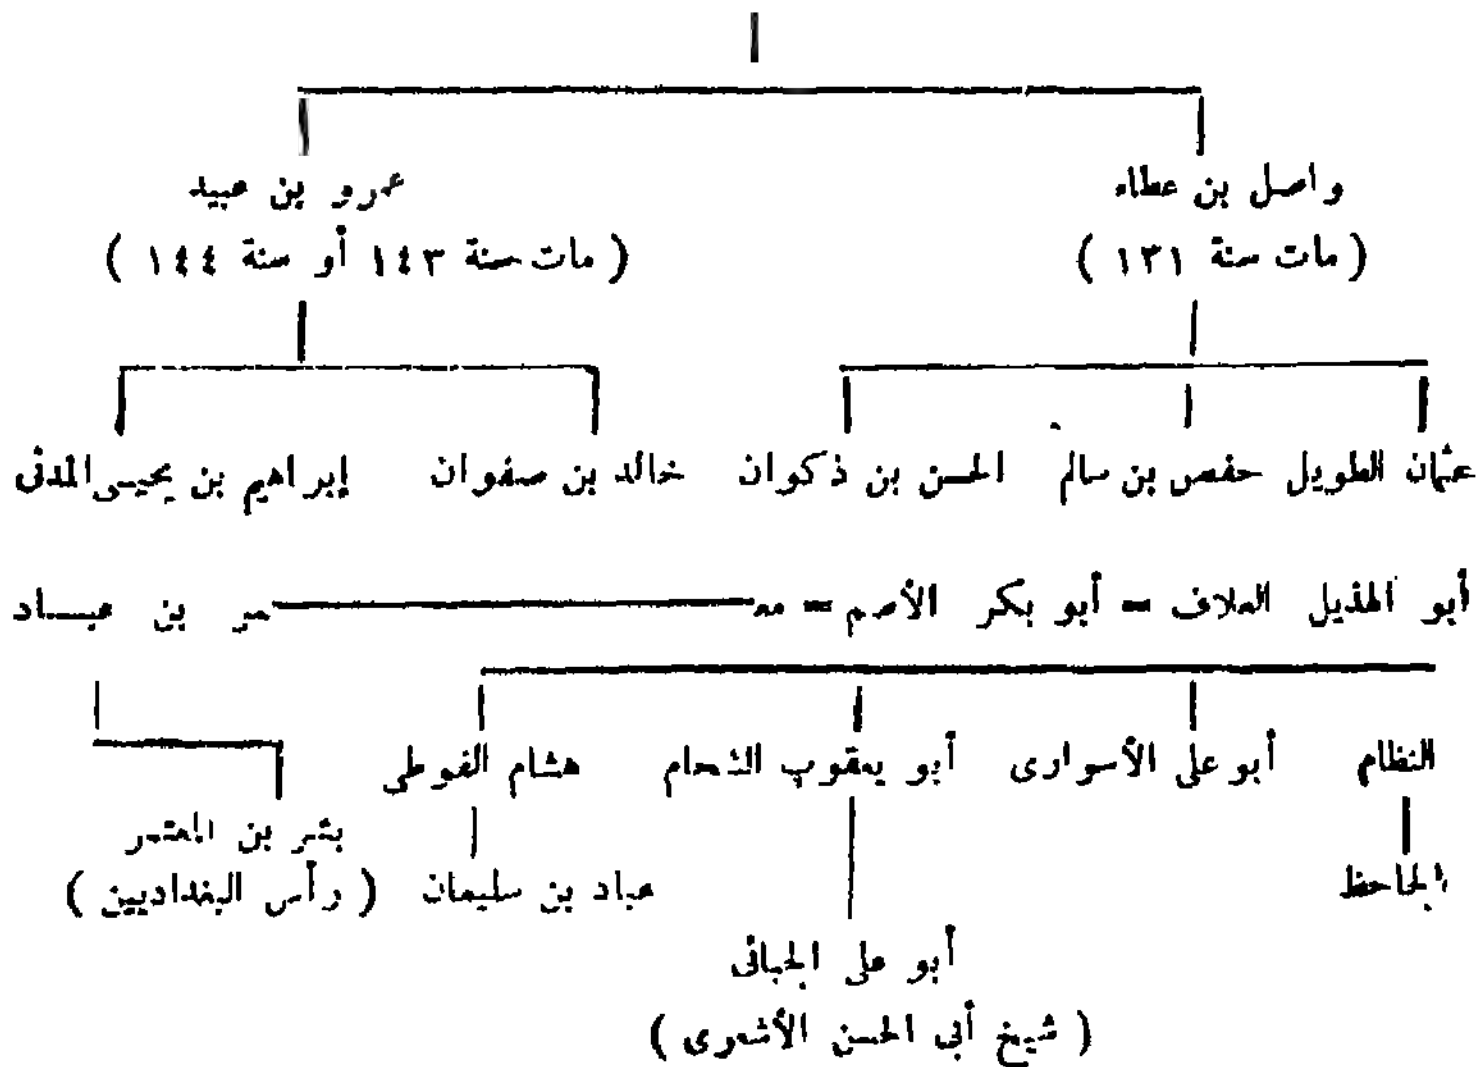 واصل بن عطاء عمرو بن عبيد
( مات سنة ١٣١ ) ( مات سنة ١٤٣ أو سنة ١٤٤ )
عثمان الطويل حفص بن سالم الحسن بن ذكوان خالد بن صفوان إبراهيم بن يحيى المدنى
أبو الهذيل العلاف = أبو بكر الأصم = معمر بن عباد
النظام أبو على الأسوارى أبو يعقوب الشحام هشام الفوطى
بشر بن المعتمر
الجاحظ عباد بن سليمان ( رأس البغداديين )
أبو على الجبائى
( شيخ أبى الحسن الأشعرى )